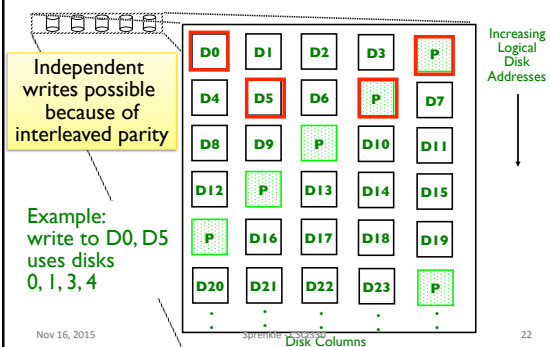 Independent
writes possible
because of
interleaved parity
Example:
write to D0, D5
uses disks
0, 1, 3, 4
D0 D1 D2 D3 P
D4 D5 D6 P D7
D8 D9 P D10 D11
D12 P D13 D14 D15
P D16 D17 D18 D19
D20 D21 D22 D23 P
Increasing
Logical
Disk
Addresses
Disk Columns
Nov 16, 2015
Sprenkle - CSCI330
22